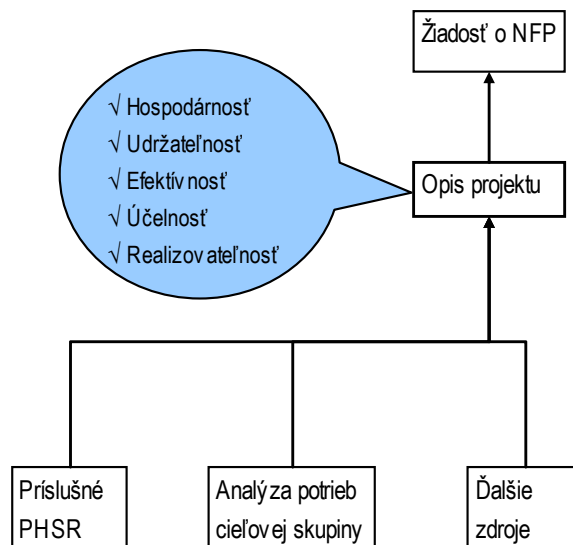 Žiadosť o NFP
√ Hospodárnosť
√ Udržateľnosť
√ Efektívnosť
√ Účelnosť
√ Realizovateľnosť
Opis projektu
Príslušné
PHSR
Analýza potrieb
cieľovej skupiny
Ďalšie
zdroje